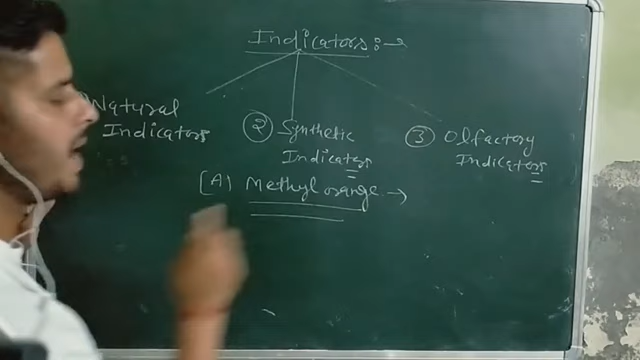 Indicators:→
Natural
Indicators
② Synthetic
Indicators
③ Olfactory
Indicators
[A] Methyl orange →